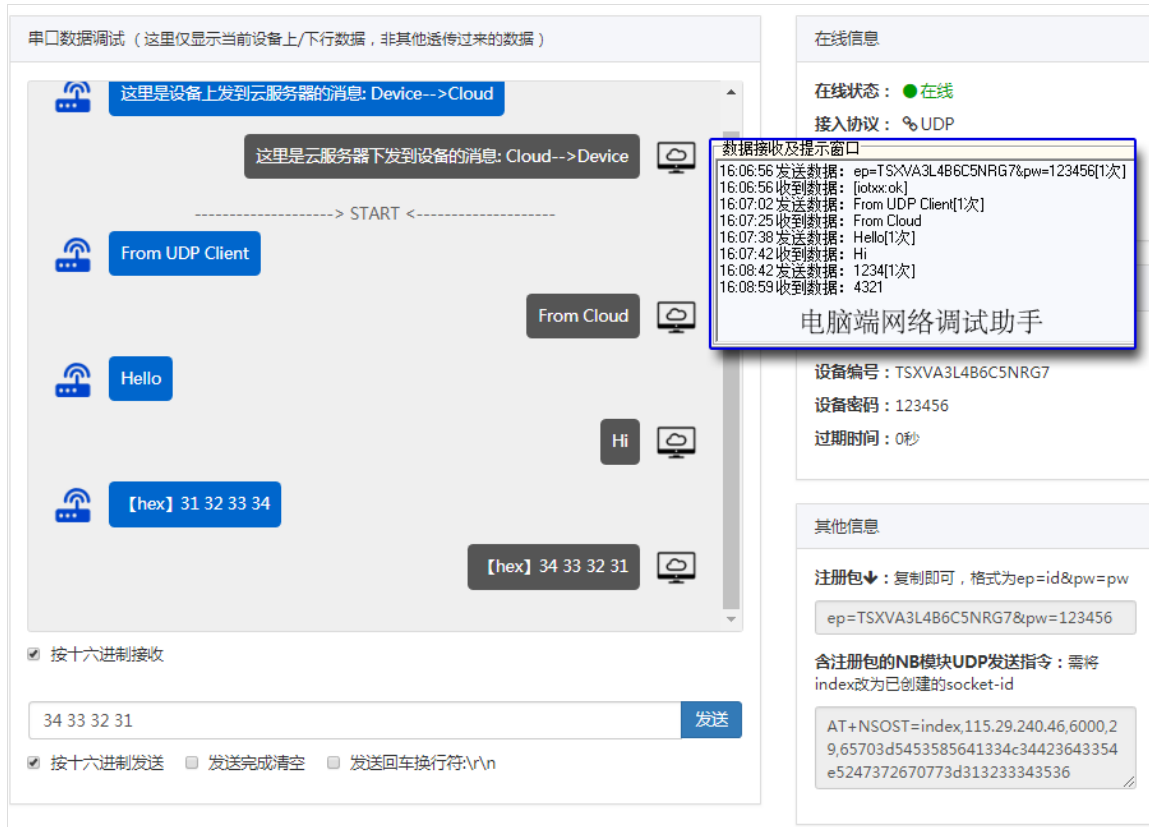 串口数据调试 （这里仅显示当前设备上/下行数据，非其他透传过来的数据）
这里是设备上发到云服务器的消息: Device-->Cloud
这里是云服务器下发到设备的消息: Cloud-->Device
--------------------> START <--------------------
From UDP Client
From Cloud
Hello
Hi
【hex】31 32 33 34
【hex】34 33 32 31
按十六进制接收
34 33 32 31
发送
按十六进制发送 发送完成清空 发送回车换行符:\r\n
在线信息
在线状态： 在线
接入协议： UDP
数据接收及提示窗口
16:06:56 发送数据：ep=TSXVA3L4B6C5NRG7&pw=123456[1次]
16:06:56 收到数据：[iotxx:ok]
16:07:02 发送数据：From UDP Client[1次]
16:07:25 收到数据：From Cloud
16:07:38 发送数据：Hello[1次]
16:07:42 收到数据：Hi
16:08:42 发送数据：1234[1次]
16:08:59 收到数据：4321
电脑端网络调试助手
设备编号：TSXVA3L4B6C5NRG7
设备密码：123456
过期时间：0秒
其他信息
注册包：复制即可，格式为ep=id&pw=pw
ep=TSXVA3L4B6C5NRG7&pw=123456
含注册包的NB模块UDP发送指令：需将
index改为已创建的socket-id
AT+NSOST=index,115.29.240.46,6000,2
9,65703d5453585641334c34423643354
e5247372670773d313233343536